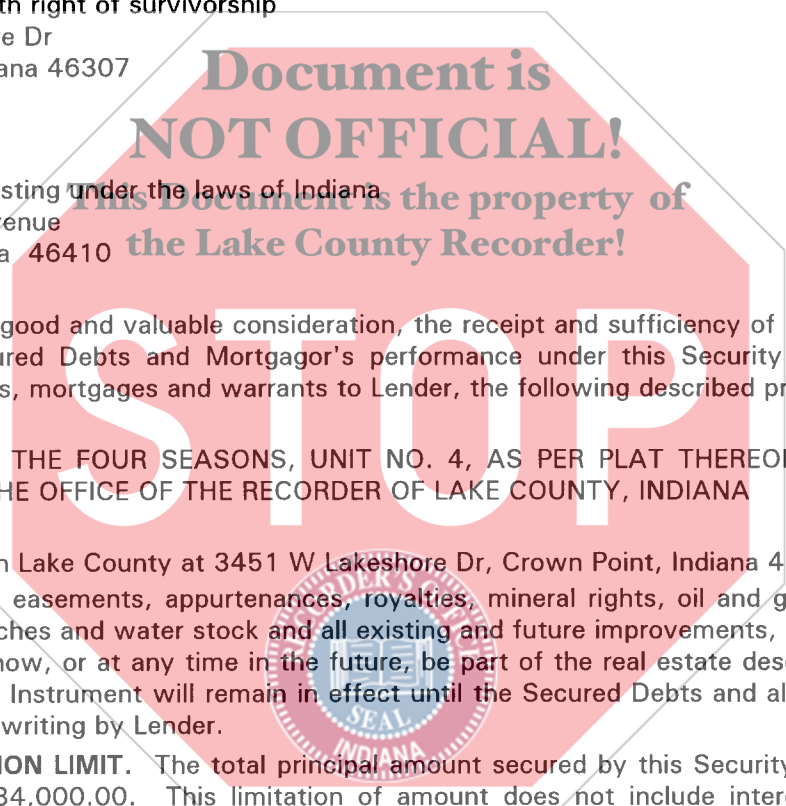 th right of survivorship
e Dr
ana 46307
Document is
NOT OFFICIAL!
This Document is the property of
the Lake County Recorder!
sting under the laws of Indiana
enue
a 46410
good and valuable consideration, the receipt and sufficiency of
ured Debts and Mortgagor's performance under this Security
s, mortgages and warrants to Lender, the following described pr
STOP
THE FOUR SEASONS, UNIT NO. 4, AS PER PLAT THEREO
HE OFFICE OF THE RECORDER OF LAKE COUNTY, INDIANA
n Lake County at 3451 W Lakeshore Dr, Crown Point, Indiana 4
easements, appurtenances, royalties, mineral rights, oil and g
ches and water stock and all existing and future improvements,
now, or at any time in the future, be part of the real estate des
Instrument will remain in effect until the Secured Debts and al
writing by Lender.
RECORDER'S OFFICE
SEAL
INDIANA
ION LIMIT. The total principal amount secured by this Security
84,000.00. This limitation of amount does not include inter